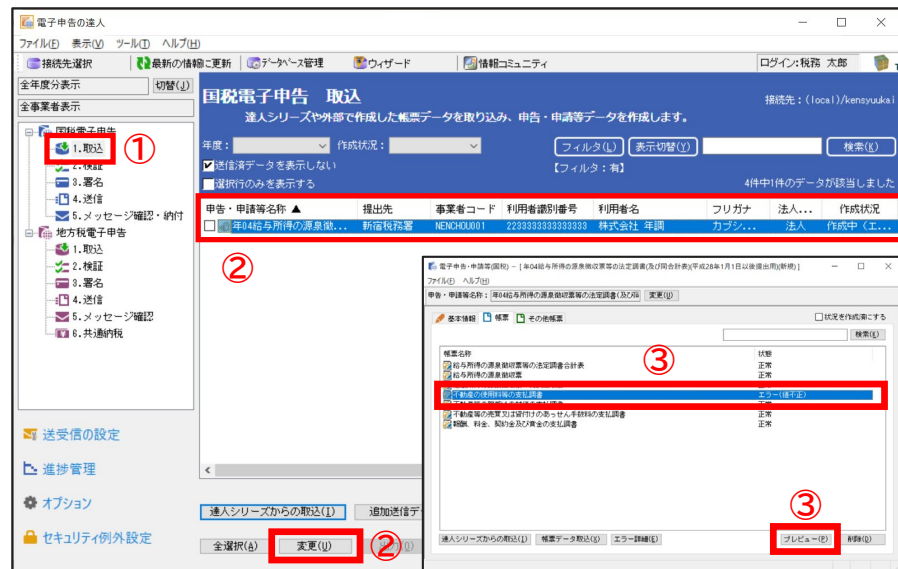 電子申告の達人
ファイル(F) 表示(V) ツール(T) ヘルプ(H)
接続先選択 最新の情報に更新 データベース管理 ウィザード 情報コミュニティ ログイン:税務 太郎
全年度分表示 切替(J)
全事業者表示
国税電子申告
1.取込
①
2.検証
3.署名
4.送信
5.メッセージ確認・納付
地方税電子申告
1.取込
2.検証
3.署名
4.送信
5.メッセージ確認
6.共通納税
送受信の設定
進捗管理
オプション
セキュリティ例外設定
国税電子申告 取込
接続先:(local)/kensyuukai
達人シリーズや外部で作成した帳票データを取り込み、申告・申請等データを作成します。
年度: 作成状況: フィルタ(L) 表示切替(Y) 検索(K)
送信済データを表示しない 【フィルタ:有】
選択行のみを表示する 4件中1件のデータが該当しました
申告・申請等名称 ▲ 提出先 事業者コード 利用者識別番号 利用者名 フリガナ 法人... 作成状況
年04給与所得の源泉徴... 新宿税務署 NENCHOU001 2233333333333333 株式会社 年調 カブシ... 法人 作成中(エ...
②
達人シリーズからの取込(I) 追加送信デ
全選択(A) 変更(U)
②
電子申告・申請等(国税) - [年04給与所得の源泉徴収票等の法定調書(及び同合計表)(平成28年1月1日以後提出用)(新規)]
ファイル(F) ヘルプ(H)
申告・申請等名称: 年04給与所得の源泉徴収票等の法定調書(及び同 変更(U)
基本情報 帳票 その他帳票 状況を作成済にする
検索(K)
帳票名称 状態
③
給与所得の源泉徴収票等の法定調書合計表 正常
給与所得の源泉徴収票 正常
不動産の使用料等の支払調書 エラー(値不正)
不動産等の売買又は貸付けのあっせん手数料の支払調書 正常
報酬、料金、契約金及び賞金の支払調書 正常
③
達人シリーズからの取込(I) 帳票データ取込(X) エラー詳細(E) プレビュー(P) 削除(D)